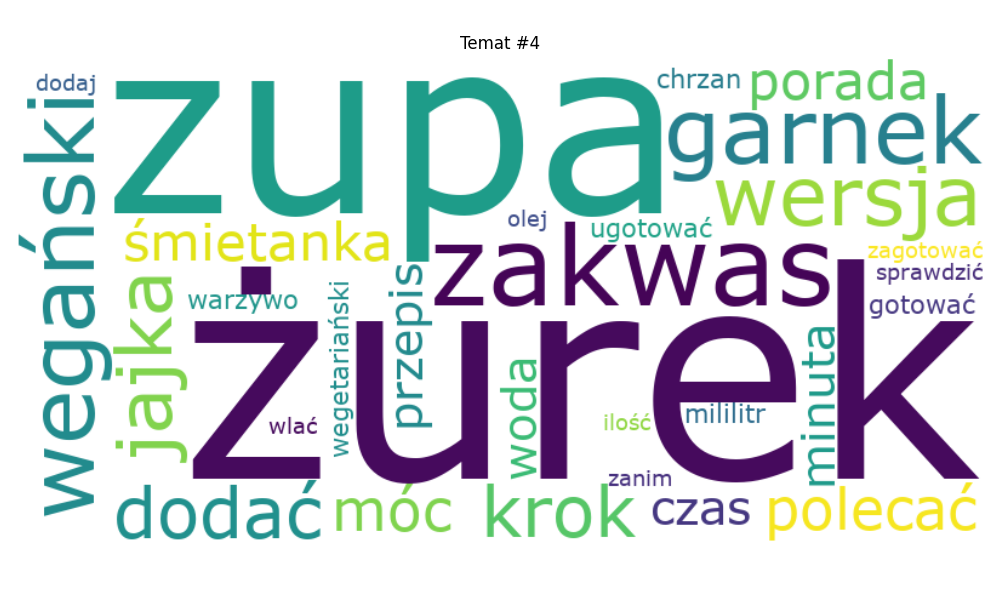 Temat #4
dodaj
zupa
chrzan
porada
garnek
wegański
wersja
śmietanka
olej
ugotować
zakwas
zagotować
sprawdzić
jajka
warzywo
wegetariański
przepis
żurek
gotować
woda
minuta
wlać
ilość
mililitr
zanim
dodać
móc
krok
czas
polecać